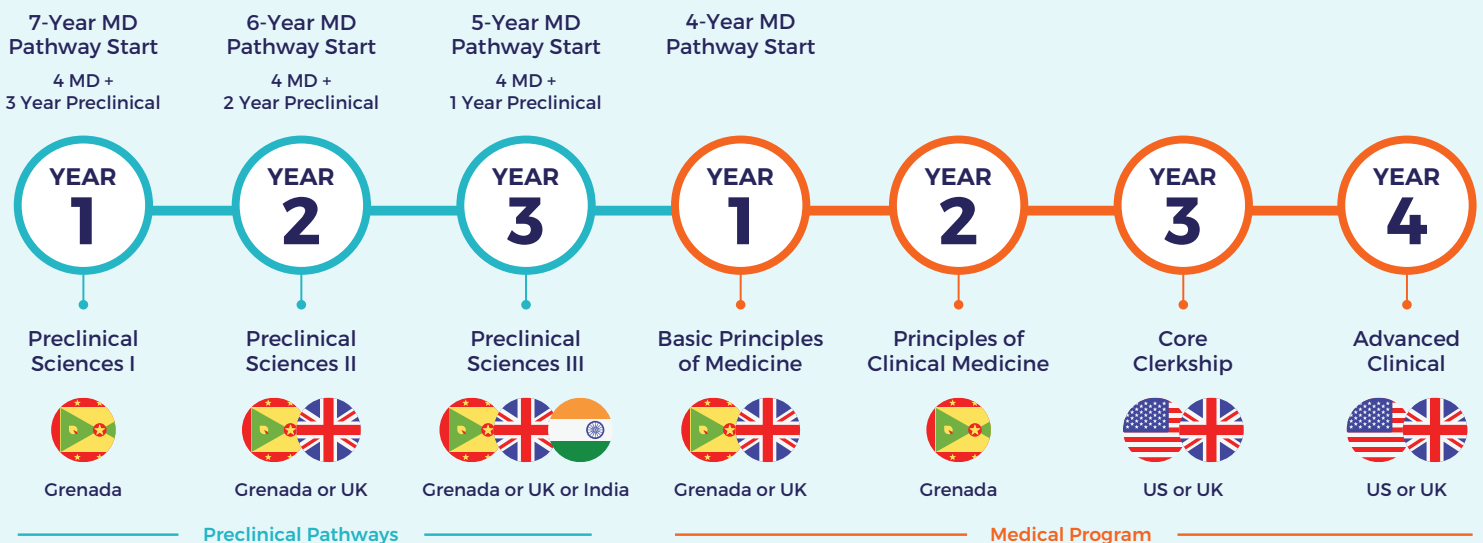 7-Year MD
Pathway Start
4 MD +
3 Year Preclinical
6-Year MD
Pathway Start
4 MD +
2 Year Preclinical
5-Year MD
Pathway Start
4 MD +
1 Year Preclinical
4-Year MD
Pathway Start
YEAR
1
YEAR
2
YEAR
3
YEAR
1
YEAR
2
YEAR
3
YEAR
4
Preclinical
Sciences I
Preclinical
Sciences II
Preclinical
Sciences III
Basic Principles
of Medicine
Principles of
Clinical Medicine
Core
Clerkship
Advanced
Clinical
Grenada
Grenada or UK
Grenada or UK or India
Grenada or UK
Grenada
US or UK
US or UK
Preclinical Pathways
Medical Program